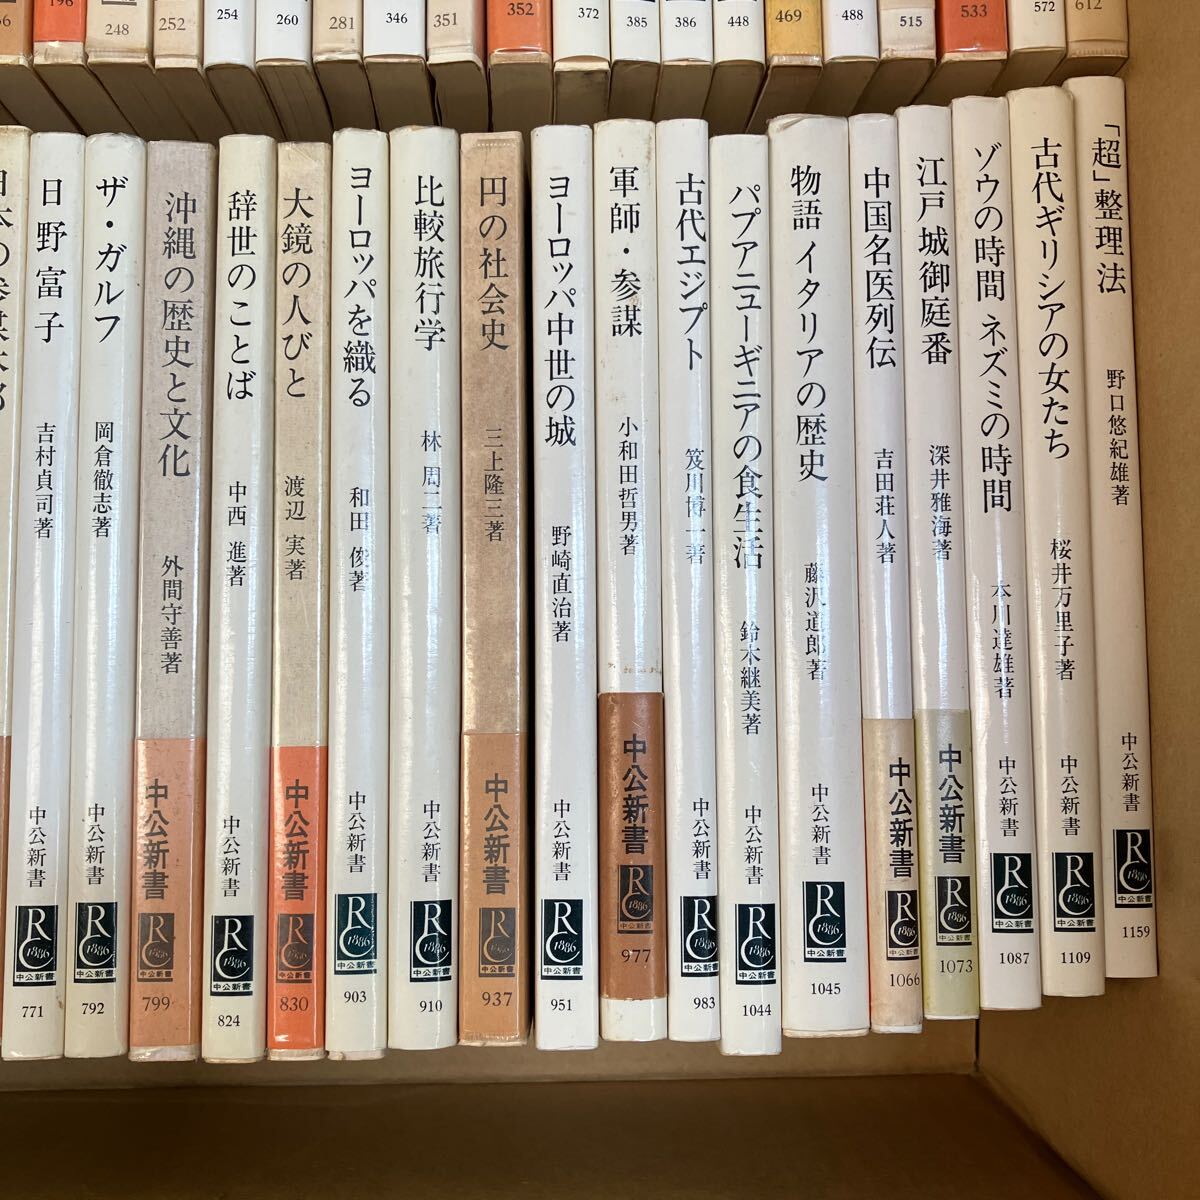 196
248
252
254
260
281
346
351
352
372
385
386
448
469
488
515
533
572
612
日野富子 吉村貞司著 中公新書 771
ザ・ガルフ 岡倉徹志著 中公新書 792
沖縄の歴史と文化 外間守善著 中公新書 799
辞世のことば 中西 進著 中公新書 824
大鏡の人びと 渡辺 実著 中公新書 830
ヨーロッパを織る 和田 俊著 中公新書 903
比較旅行学 林 周二著 中公新書 910
円の社会史 三上隆三著 中公新書 937
ヨーロッパ中世の城 野崎直治著 中公新書 951
軍師・参謀 小和田哲男著 中公新書 977
古代エジプト 笈川博一著 中公新書 983
パプアニューギニアの食生活 鈴木継美著 中公新書 1044
物語 イタリアの歴史 藤沢道郎著 中公新書 1045
中国名医列伝 吉田荘人著 中公新書 1066
江戸城御庭番 深井雅海著 中公新書 1073
ゾウの時間 ネズミの時間 本川達雄著 中公新書 1087
古代ギリシアの女たち 桜井万里子著 中公新書 1109
「超」整理法 野口悠紀雄著 中公新書 1159